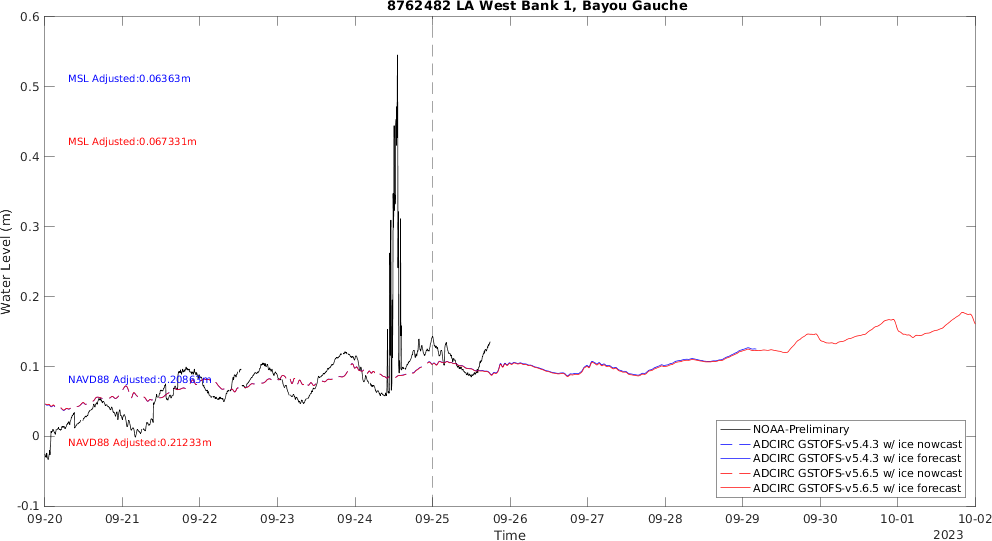 8762482 LA West Bank 1, Bayou Gauche
0.6
0.5
0.4
0.3
0.2
0.1
0
-0.1
Water Level (m)
MSL Adjusted:0.06363m
MSL Adjusted:0.067331m
NAVD88 Adjusted:0.20863m
NAVD88 Adjusted:0.21233m
NOAA-Preliminary
ADCIRC GSTOFS-v5.4.3 w/ ice nowcast
ADCIRC GSTOFS-v5.4.3 w/ ice forecast
ADCIRC GSTOFS-v5.6.5 w/ ice nowcast
ADCIRC GSTOFS-v5.6.5 w/ ice forecast
09-20 09-21 09-22 09-23 09-24 09-25 09-26 09-27 09-28 09-29 09-30 10-01 10-02
Time
2023